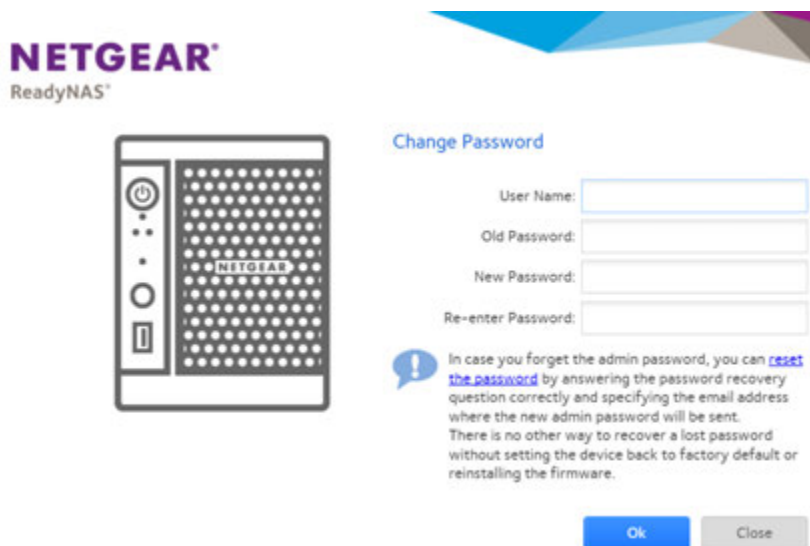 NETGEAR®
ReadyNAS®
NETGEAR
Change Password
User Name:
Old Password:
New Password:
Re-enter Password:
In case you forget the admin password, you can reset
the password by answering the password recovery
question correctly and specifying the email address
where the new admin password will be sent.
There is no other way to recover a lost password
without setting the device back to factory default or
reinstalling the firmware.
Ok
Close